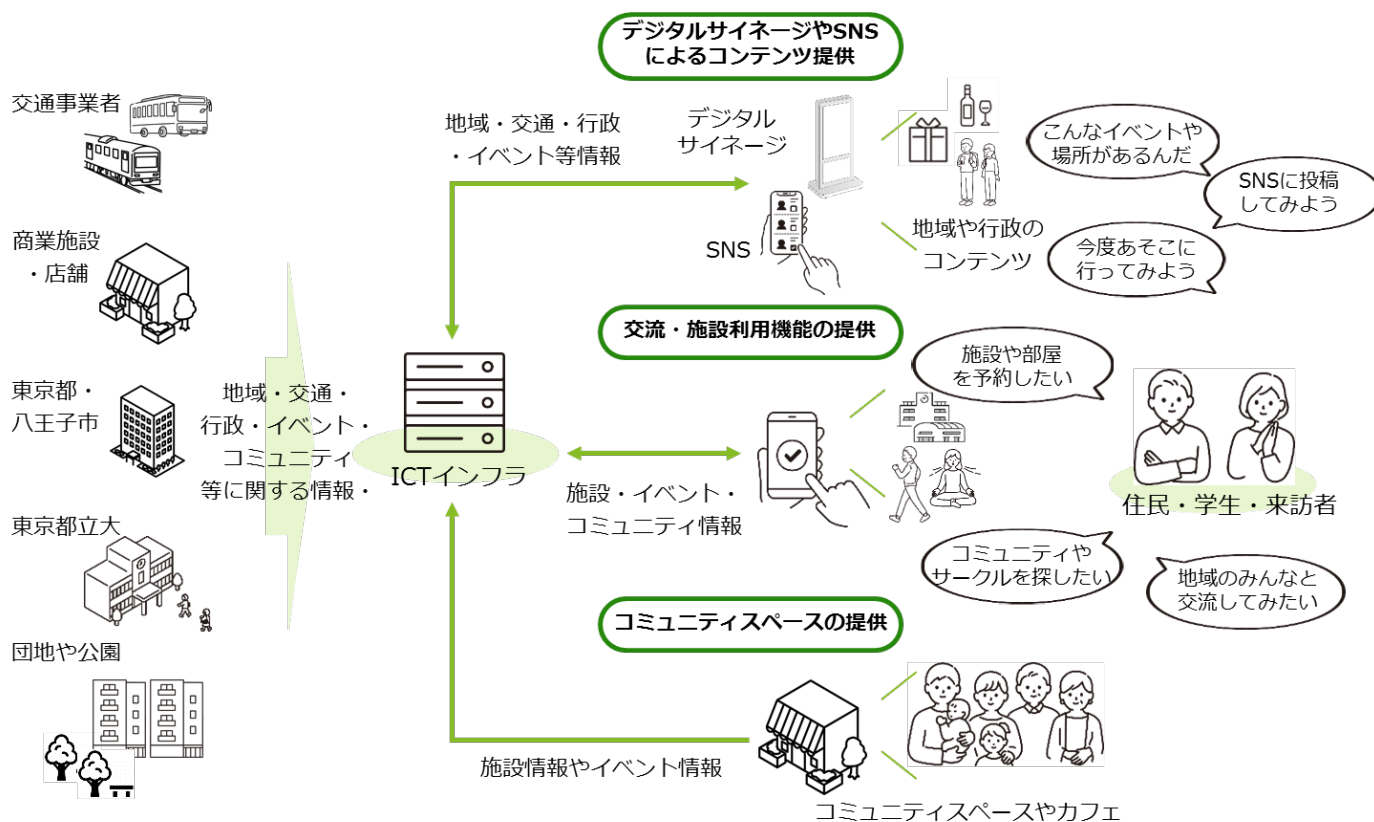 デジタルサイネージやSNS
によるコンテンツ提供
交通事業者
地域・交通・行政
・イベント等情報
デジタル
サイネージ
SNS
地域や行政の
コンテンツ
こんなイベントや
場所があるんだ
SNSに投稿
してみよう
今度あそこに
行ってみよう
商業施設
・店舗
東京都・
八王子市
東京都立大
団地や公園
地域・交通・
行政・イベント・
コミュニティ
等に関する情報・
ICTインフラ
交流・施設利用機能の提供
施設・イベント・
コミュニティ情報
施設や部屋
を予約したい
住民・学生・来訪者
コミュニティや
サークルを探したい
地域のみんなと
交流してみたい
コミュニティスペースの提供
施設情報やイベント情報
コミュニティスペースやカフェ